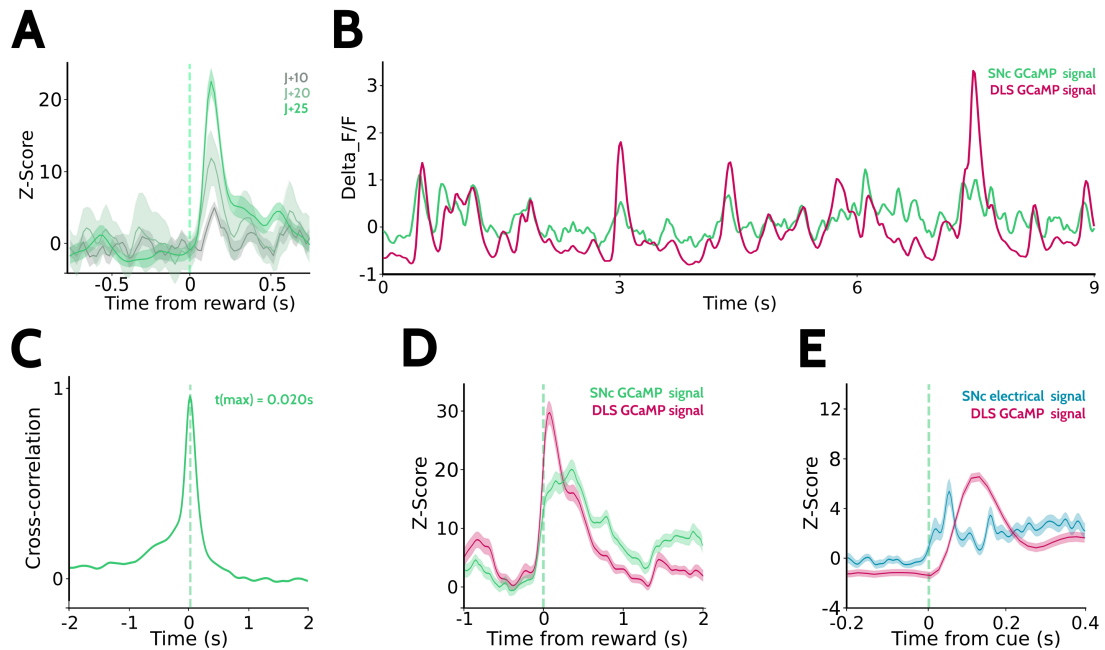 A
Z-Score
20
10
0
J+10
J+20
J+25
-0.5
0
0.5
Time from reward (s)
B
Delta_F/F
3
2
1
0
-1
SNc GCaMP signal
DLS GCaMP signal
0
3
6
9
Time (s)
C
Cross-correlation
1
0
t(max) = 0.020s
-2
-1
0
1
2
Time (s)
D
Z-Score
30
20
10
0
SNc GCaMP signal
DLS GCaMP signal
-1
0
1
2
Time from reward (s)
E
Z-Score
12
8
4
0
-4
SNc electrical signal
DLS GCaMP signal
-0.2
0
0.2
0.4
Time from cue (s)